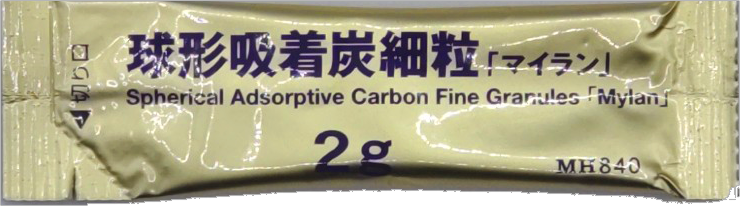 球形吸着炭細粒「マイラン」
Spherical Adsorptive Carbon Fine Granules「Mylan」
2g
MH840
◀切り口